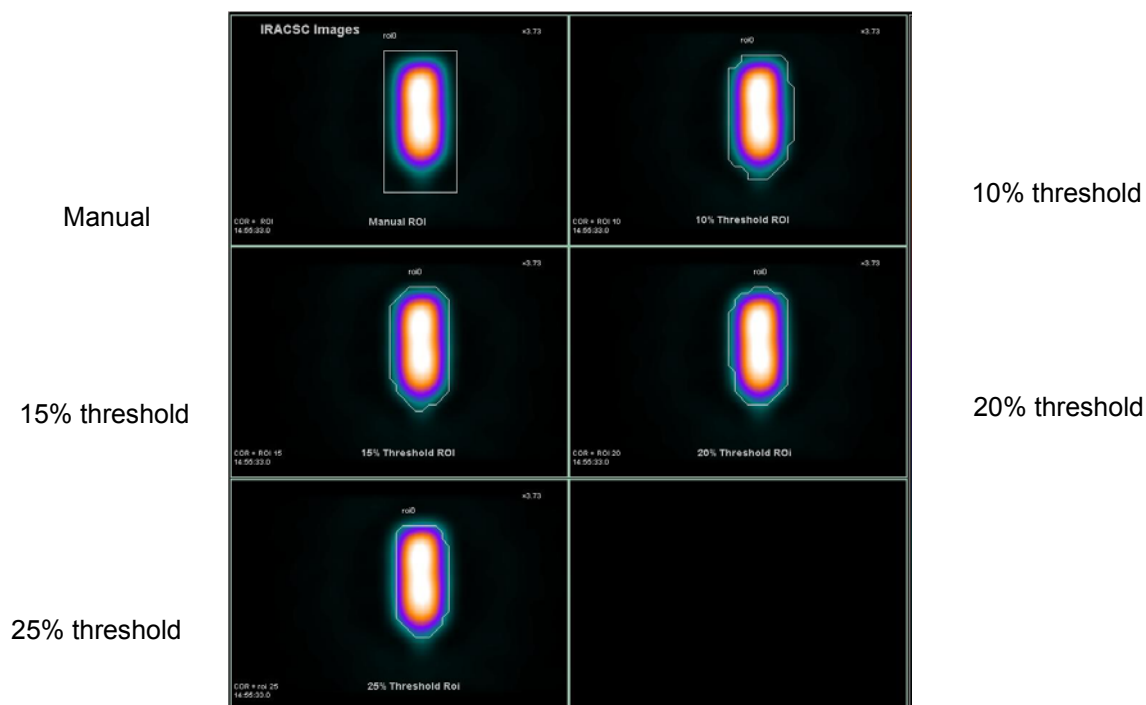 IRACSC Images
roi0
x3.73
Manual
COR + ROI
14:55:33.0
Manual ROI
roi0
x3.73
10% threshold
COR + ROI 10
14:55:33.0
10% Threshold ROI
roi0
x3.73
15% threshold
COR + ROI 15
14:55:33.0
15% Threshold ROI
roi0
x3.73
20% threshold
COR + ROI 20
14:55:33.0
20% Threshold ROi
roi0
x3.73
25% threshold
COR + roi 25
14:55:33.0
25% Threshold Roi